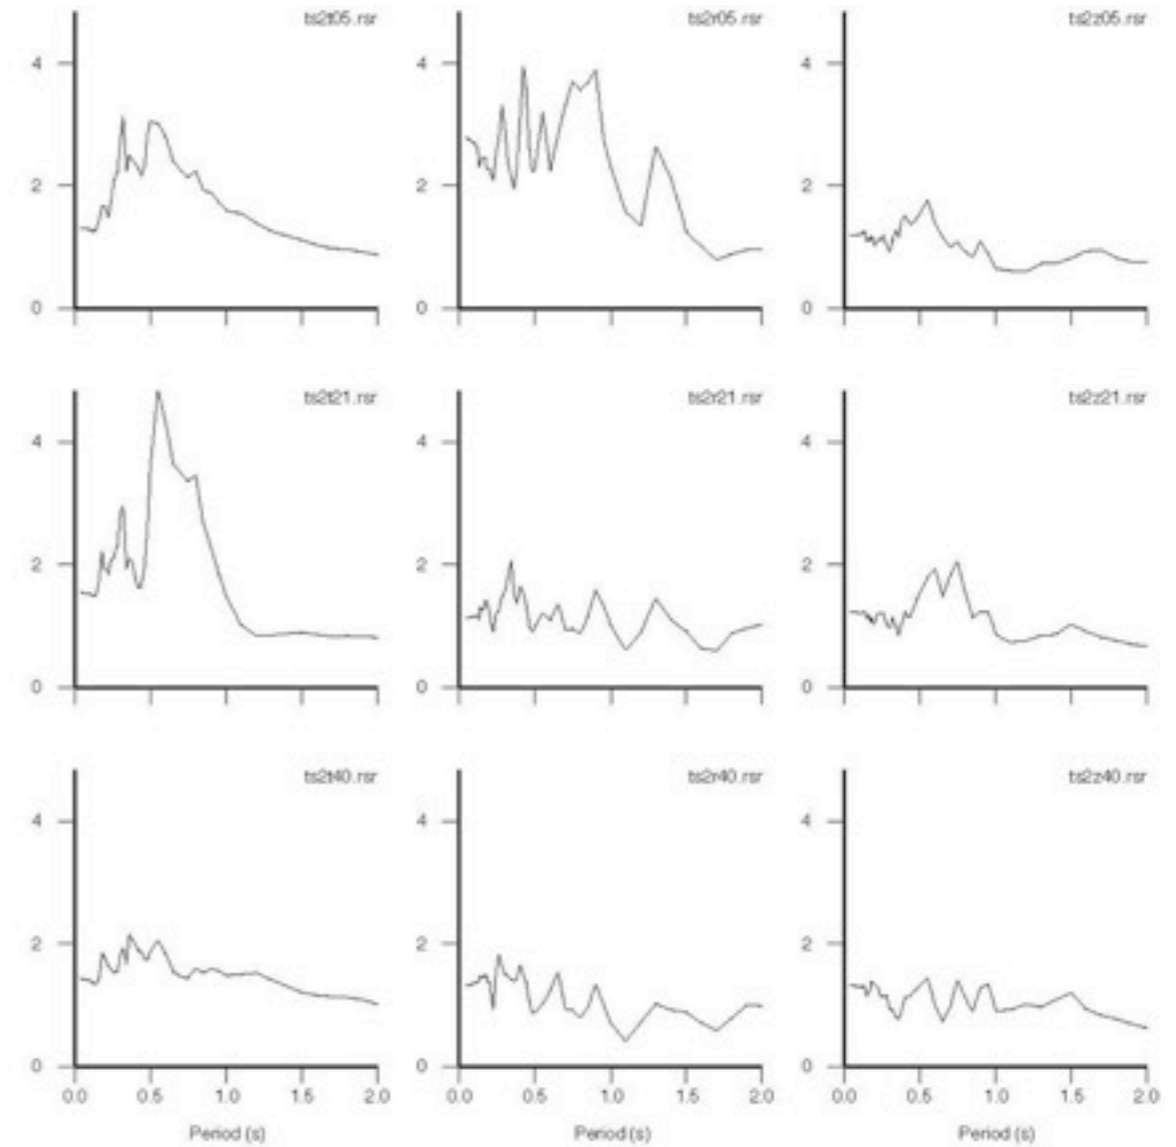 ts2t05.rsr ts2r05.rsr ts2z05.rsr
4 4 4
2 2 2
0 0 0
ts2t21.rsr ts2r21.rsr ts2z21.rsr
4 4 4
2 2 2
0 0 0
ts2t40.rsr ts2r40.rsr ts2z40.rsr
4 4 4
2 2 2
0 0 0
0.0 0.5 1.0 1.5 2.0 0.0 0.5 1.0 1.5 2.0 0.0 0.5 1.0 1.5 2.0
Period (s) Period (s) Period (s)